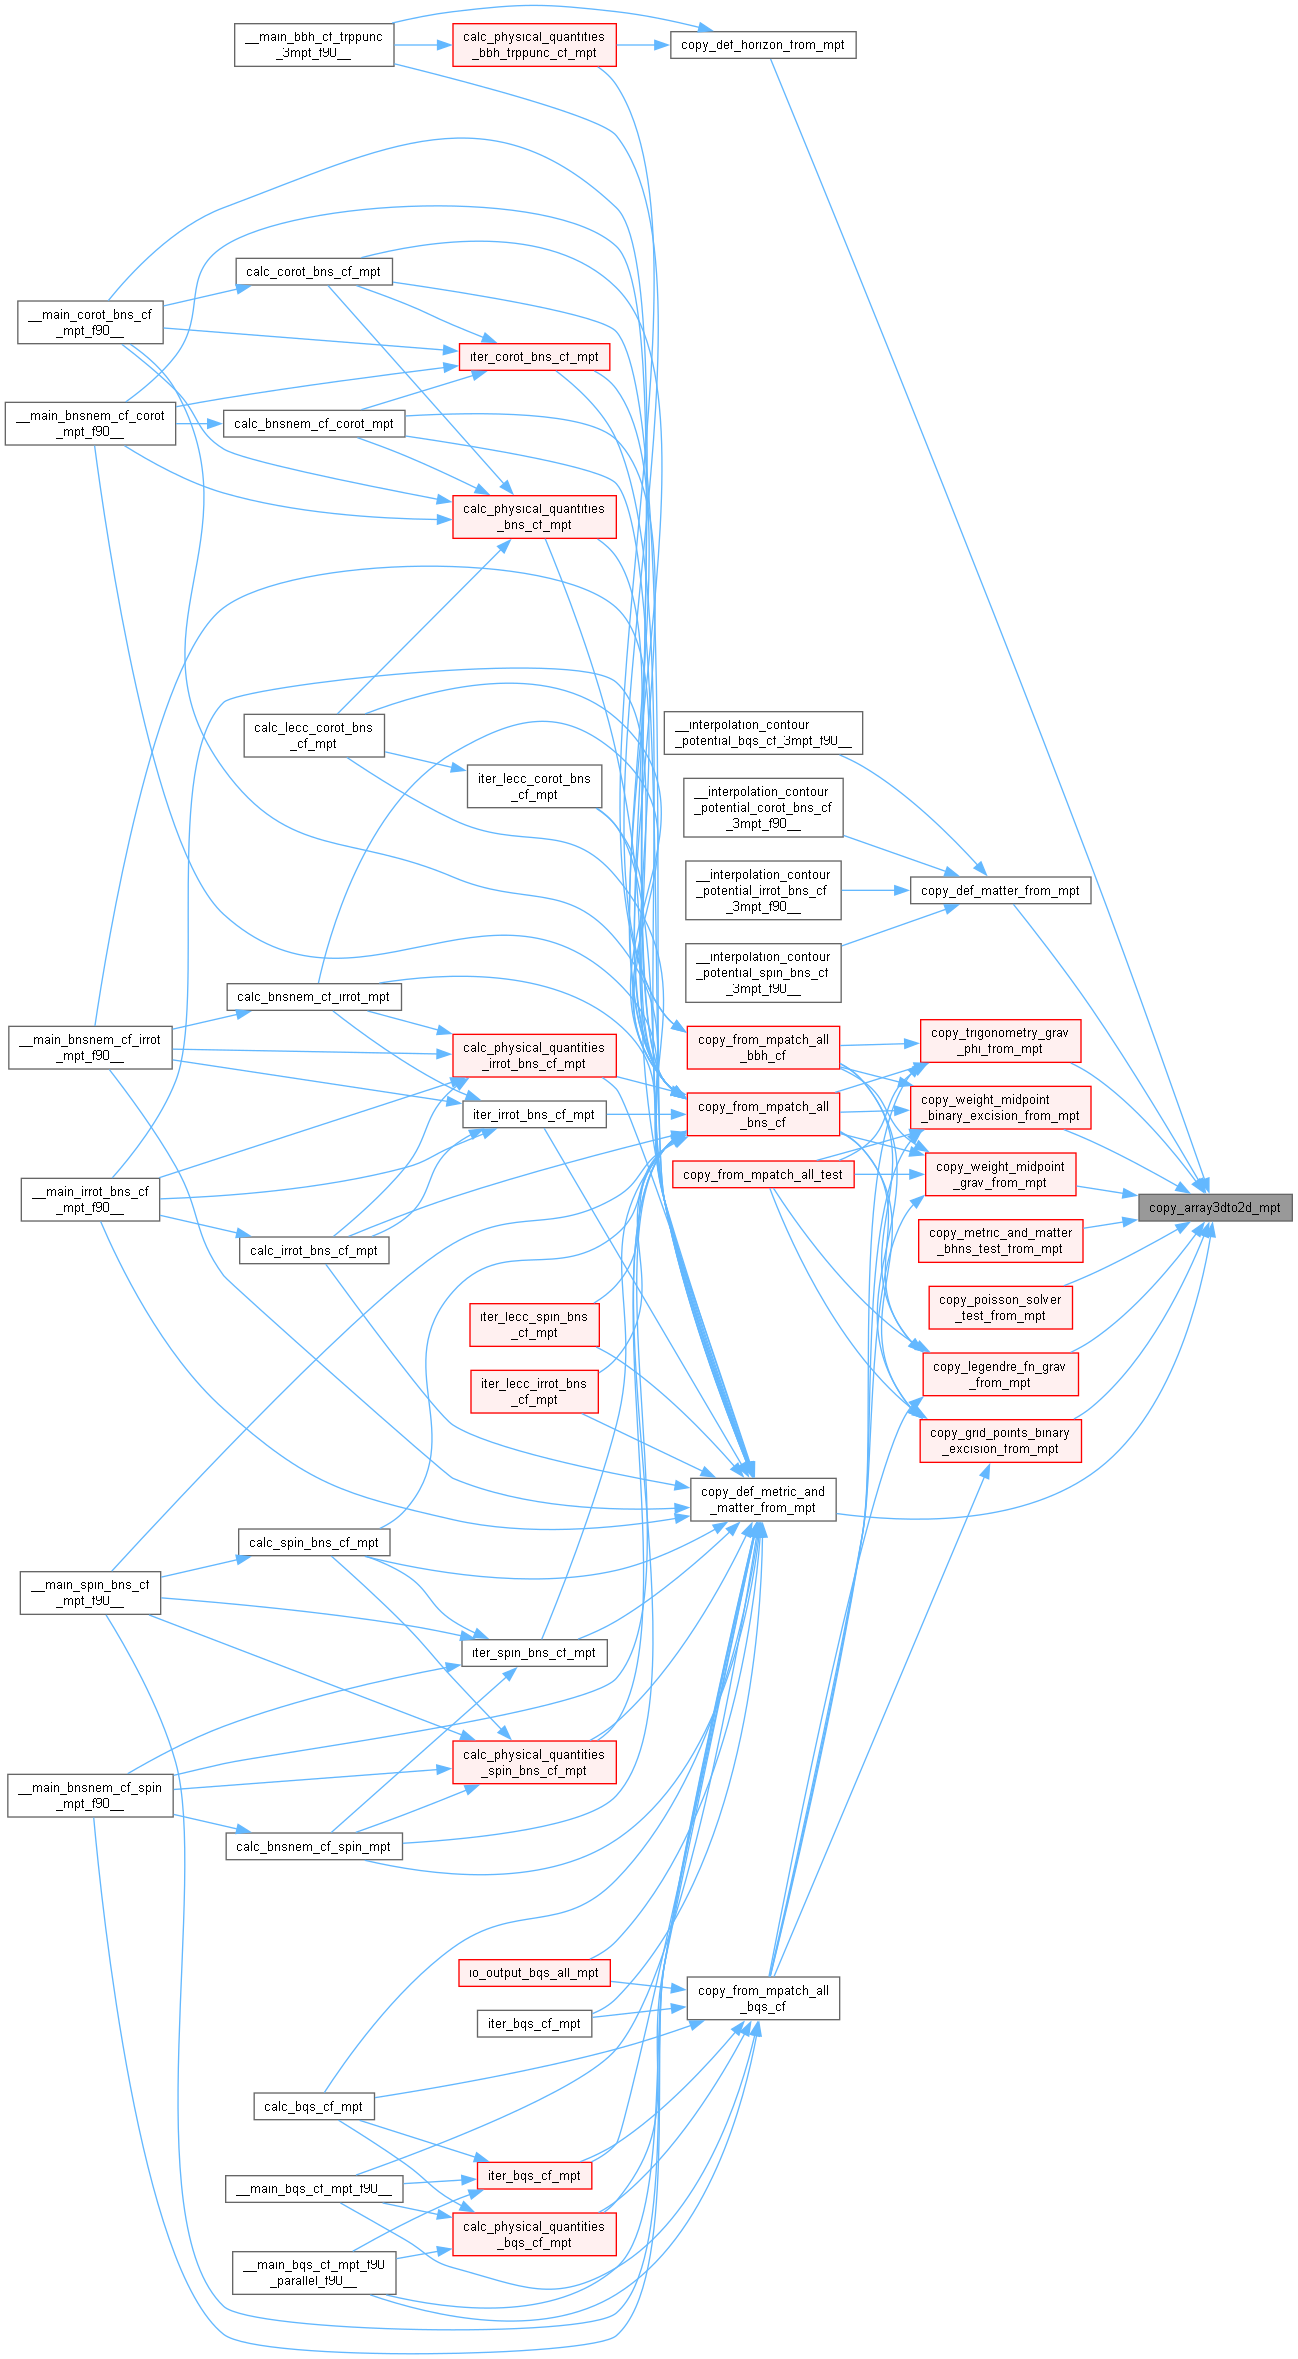 __main_bbh_cf_trppunc
_3mpt_f90__
calc_physical_quantities
_bbh_trppunc_cf_mpt
copy_def_horizon_from_mpt
calc_corot_bns_cf_mpt
__main_corot_bns_cf
_mpt_f90__
iter_corot_bns_cf_mpt
__main_bnsnem_cf_corot
_mpt_f90__
calc_bnsnem_cf_corot_mpt
calc_physical_quantities
_bns_cf_mpt
calc_lecc_corot_bns
_cf_mpt
iter_lecc_corot_bns
_cf_mpt
__interpolation_contour
_potential_bqs_cf_3mpt_f90__
__interpolation_contour
_potential_corot_bns_cf
_3mpt_f90__
__interpolation_contour
_potential_irrot_bns_cf
_3mpt_f90__
copy_def_matter_from_mpt
__interpolation_contour
_potential_spin_bns_cf
_3mpt_f90__
calc_bnsnem_cf_irrot_mpt
__main_bnsnem_cf_irrot
_mpt_f90__
calc_physical_quantities
_irrot_bns_cf_mpt
copy_from_mpatch_all
_bbh_cf
copy_trigonometry_grav
_phi_from_mpt
iter_irrot_bns_cf_mpt
copy_from_mpatch_all
_bns_cf
copy_weight_midpoint
_binary_excision_from_mpt
copy_from_mpatch_all_test
copy_weight_midpoint
_grav_from_mpt
__main_irrot_bns_cf
_mpt_f90__
copy_array3dto2d_mpt
calc_irrot_bns_cf_mpt
copy_metric_and_matter
_bhns_test_from_mpt
iter_lecc_spin_bns
_cf_mpt
copy_poisson_solver
_test_from_mpt
iter_lecc_irrot_bns
_cf_mpt
copy_legendre_fn_grav
_from_mpt
copy_grid_points_binary
_excision_from_mpt
copy_def_metric_and
_matter_from_mpt
calc_spin_bns_cf_mpt
__main_spin_bns_cf
_mpt_f90__
iter_spin_bns_cf_mpt
calc_physical_quantities
_spin_bns_cf_mpt
__main_bnsnem_cf_spin
_mpt_f90__
calc_bnsnem_cf_spin_mpt
io_output_bqs_all_mpt
copy_from_mpatch_all
_bqs_cf
iter_bqs_cf_mpt
calc_bqs_cf_mpt
iter_bqs_cf_mpt
__main_bqs_cf_mpt_f90__
calc_physical_quantities
_bqs_cf_mpt
__main_bqs_cf_mpt_f90
_parallel_f90__